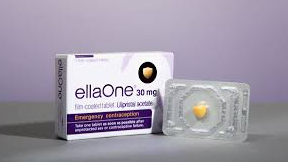 ellaOne® 30 mg
film-coated tablet Ulipristal acetate
Emergency contraception
Take one tablet as soon as possible after
unprotected sex or contraceptive failure.
ellaOne